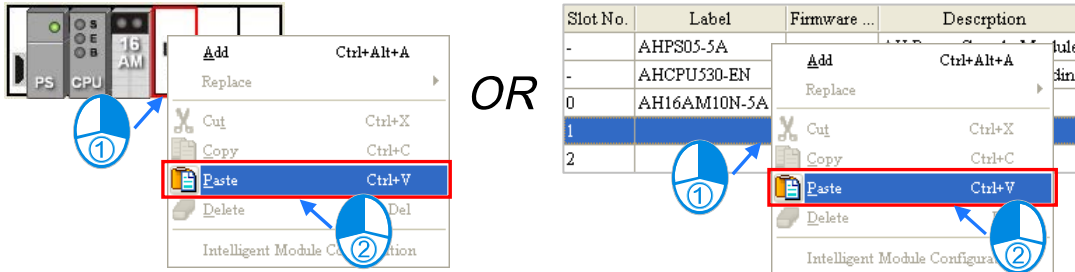 S
E
B
PS
CPU
16
AM
Add Ctrl+Alt+A
Replace
Cut Ctrl+X
Copy Ctrl+C
Paste Ctrl+V
Delete Del
Intelligent Module Co tion
1
2
OR
Slot No. Label Firmware ... Descrption
- AHPS05-5A
- AHCPU530-EN
0 AH16AM10N-5A
1
2
Add Ctrl+Alt+A
Replace
Cut Ctrl+X
Copy Ctrl+C
Paste Ctrl+V
Delete
Intelligent Module Configura
1
2